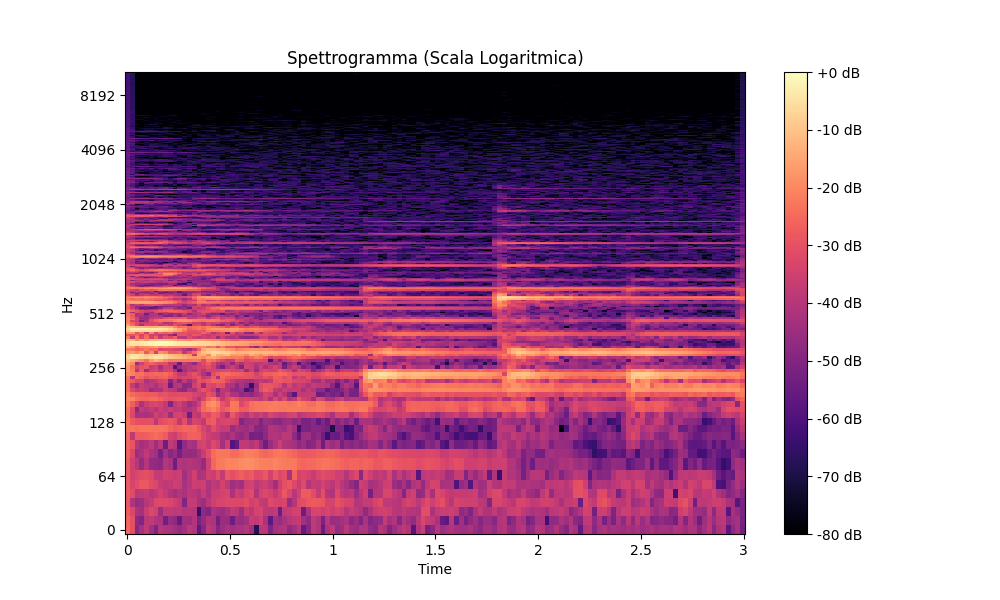 Spettrogramma (Scala Logaritmica)
8192
4096
2048
1024
512
256
128
64
0
Hz
0
0.5
1
1.5
2
2.5
3
Time
+0 dB
-10 dB
-20 dB
-30 dB
-40 dB
-50 dB
-60 dB
-70 dB
-80 dB